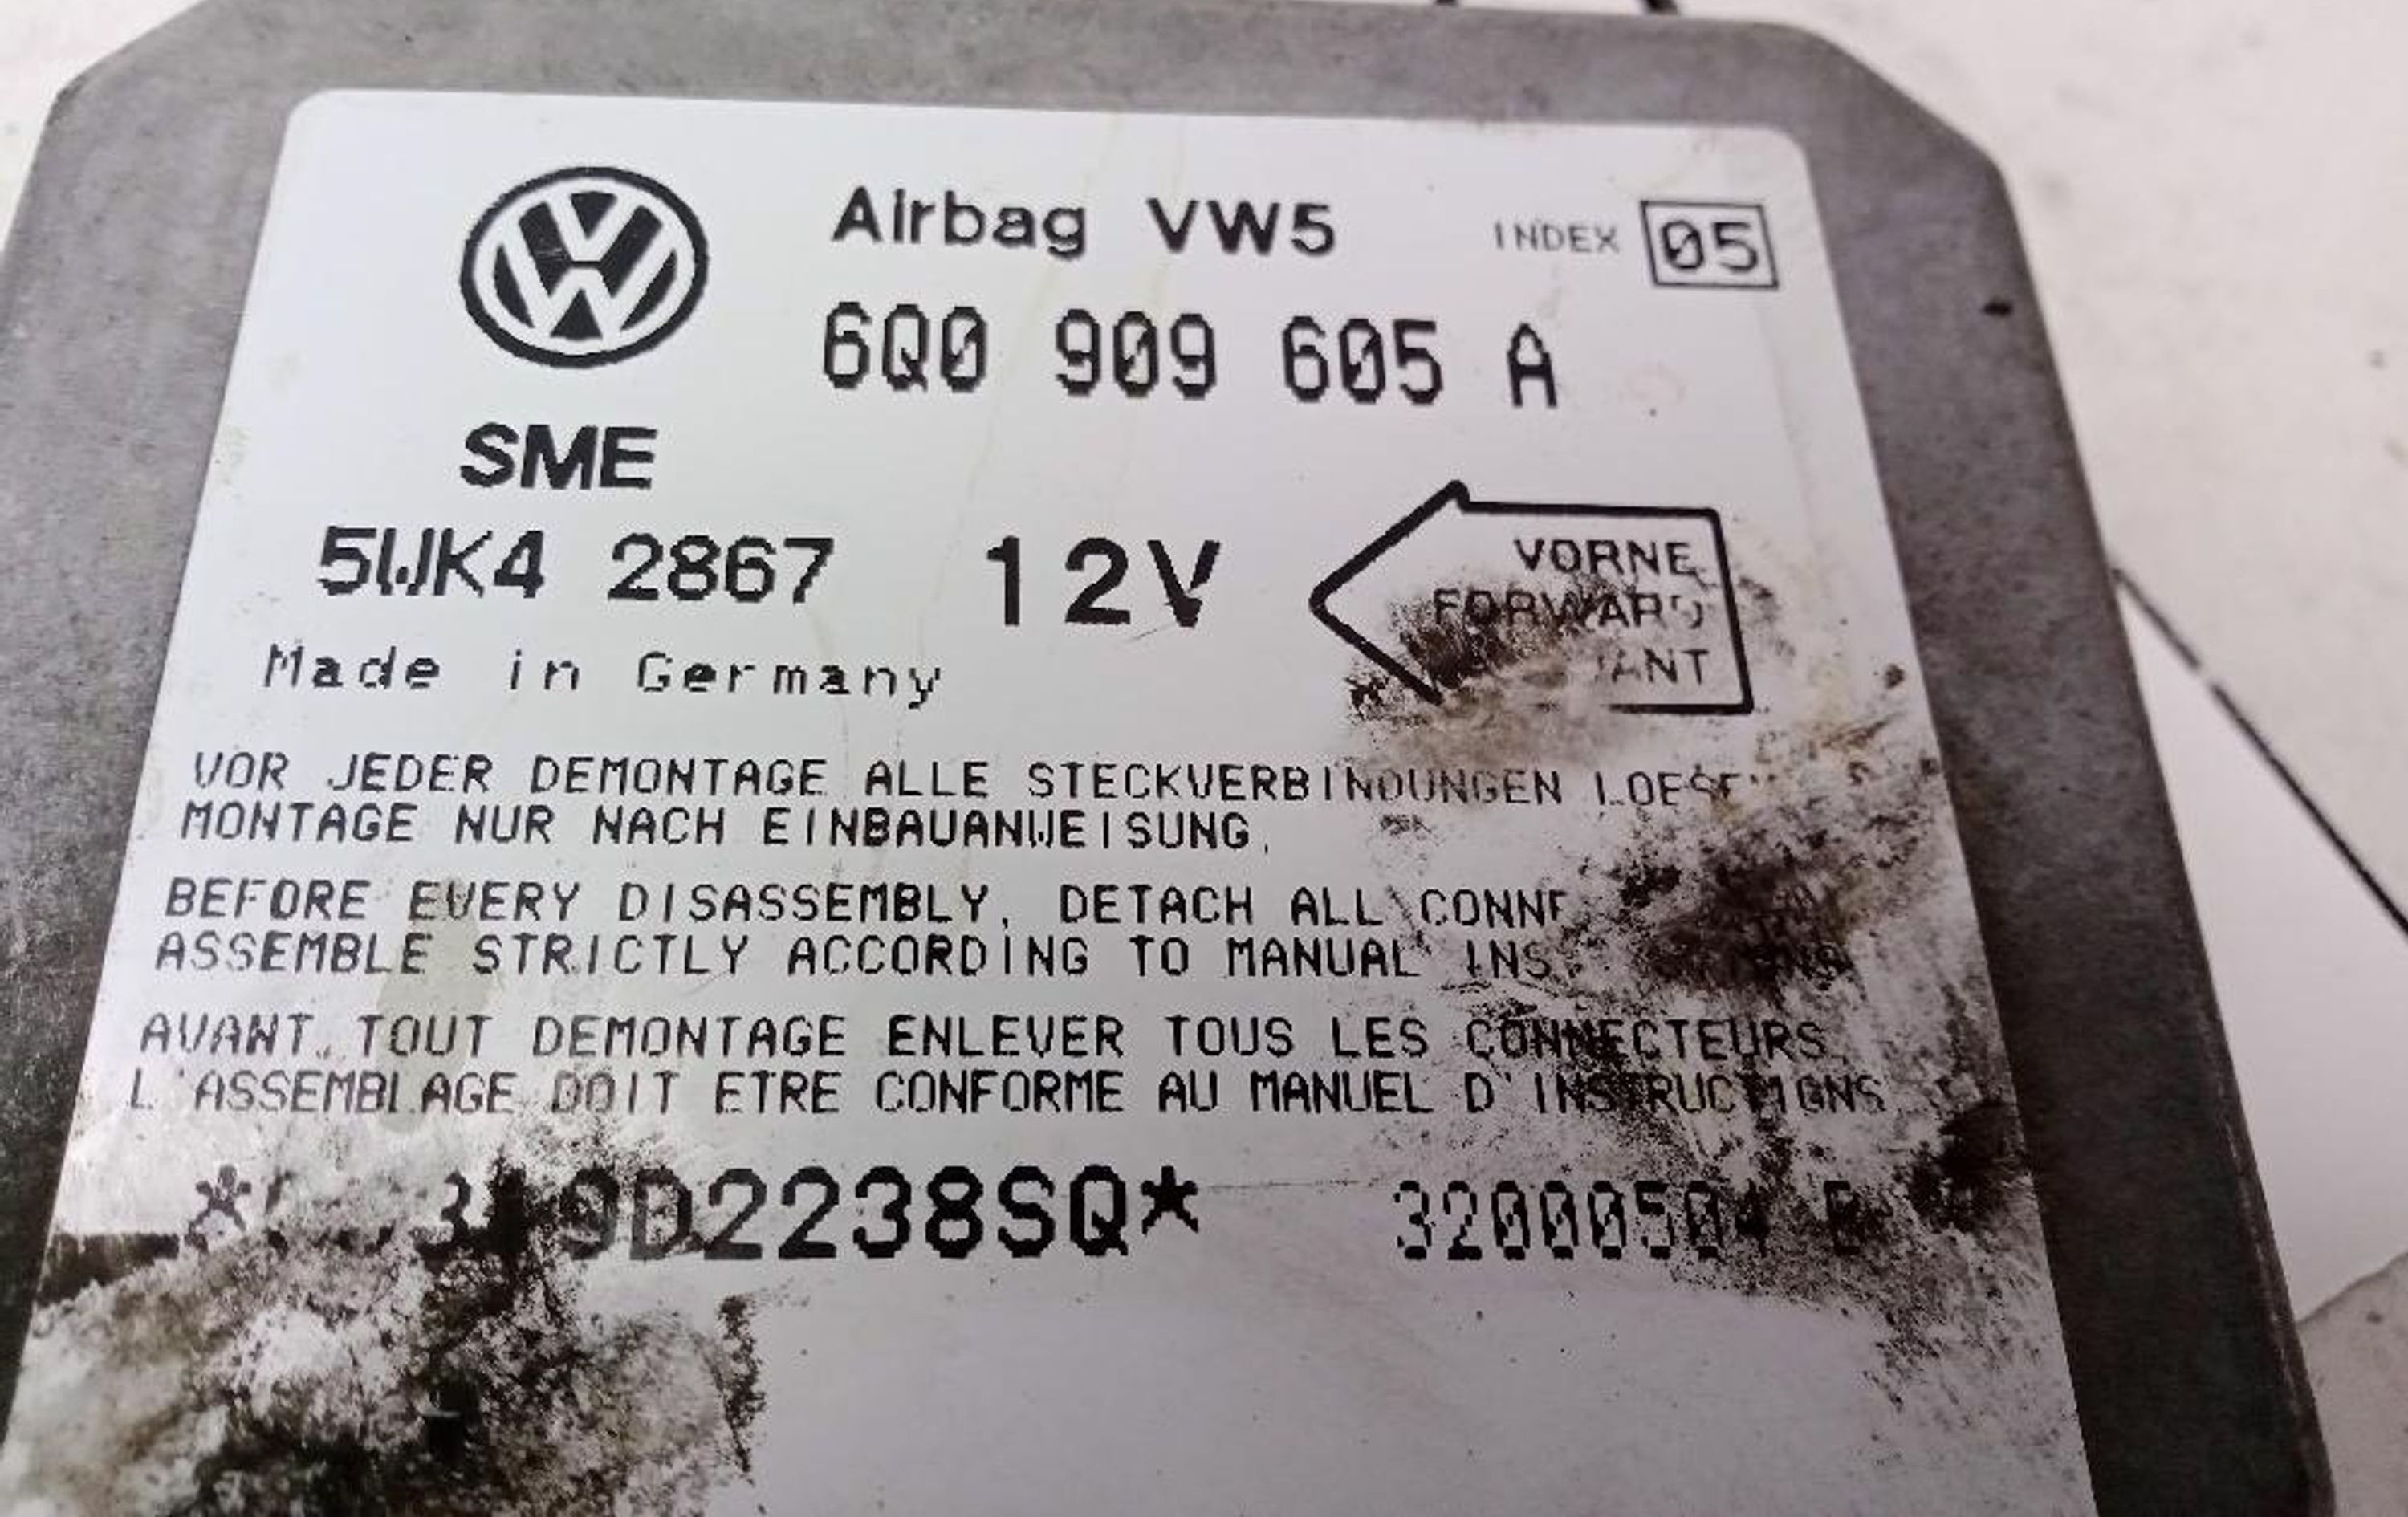 Airbag VW5 INDEX 05
6Q0 909 605 A
SME
5WK4 2867 12V
VORNE
FORWARD
Made in Germany
VOR JEDER DEMONTAGE ALLE STECKVERBINDUNGEN LOESEN
MONTAGE NUR NACH EINBAUANWEISUNG.
BEFORE EVERY DISASSEMBLY, DETACH ALL
ASSEMBLE STRICTLY ACCORDING TO MANUAL
AVANT TOUT DEMONTAGE ENLEVER TOUS LES CONNECTEURS.
L'ASSEMBLAGE DOIT ETRE CONFORME AU MANUEL D'INSTRUCTIONS